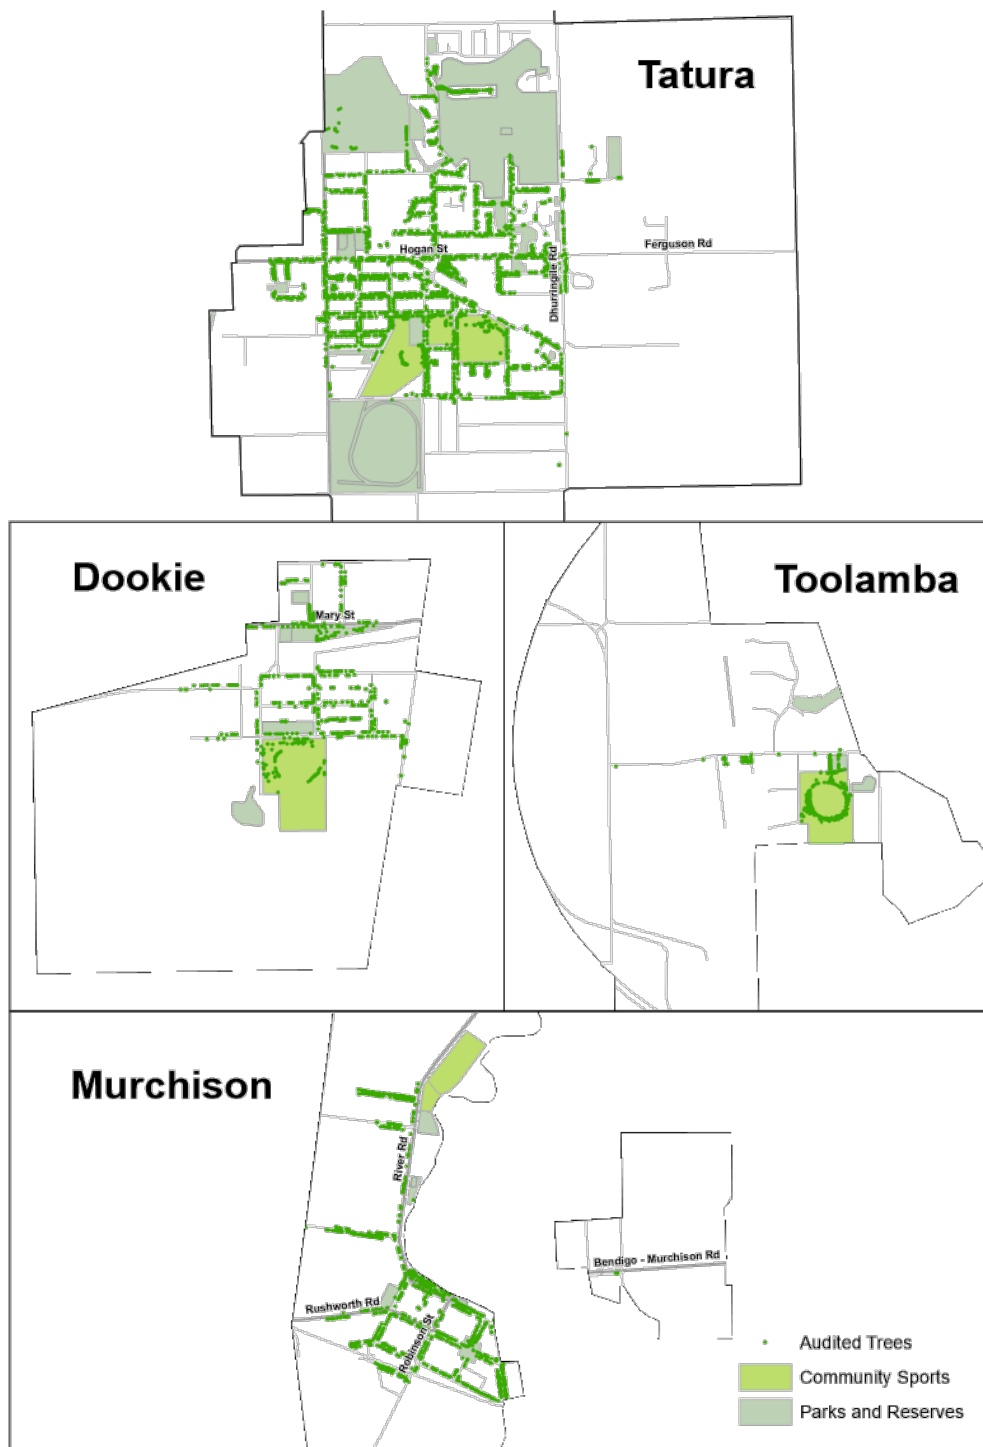 Tatura
Hogan St
Ferguson Rd
Dhurringile Rd
Dookie
Mary St
Toolamba
Murchison
River Rd
Bendigo - Murchison Rd
Rushworth Rd
Robinson St
Audited Trees
Community Sports
Parks and Reserves